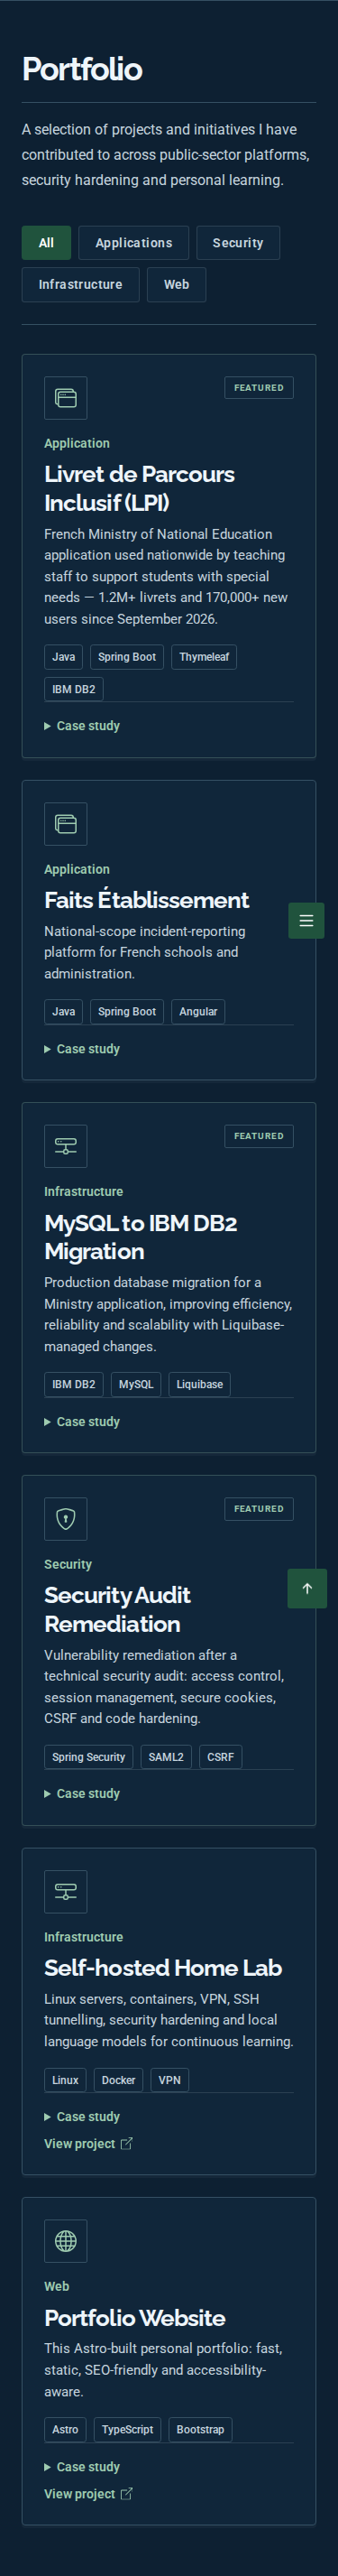 Portfolio
A selection of projects and initiatives I have
contributed to across public-sector platforms,
security hardening and personal learning.
All Applications Security
Infrastructure Web
FEATURED
Application
Livret de Parcours
Inclusif (LPI)
French Ministry of National Education
application used nationwide by teaching
staff to support students with special
needs — 1.2M+ livrets and 170,000+ new
users since September 2026.
Java Spring Boot Thymeleaf
IBM DB2
Case study
Application
Faits Établissement
National-scope incident-reporting
platform for French schools and
administration.
Java Spring Boot Angular
Case study
FEATURED
Infrastructure
MySQL to IBM DB2
Migration
Production database migration for a
Ministry application, improving efficiency,
reliability and scalability with Liquibase-
managed changes.
IBM DB2 MySQL Liquibase
Case study
FEATURED
Security
Security Audit
Remediation
Vulnerability remediation after a
technical security audit: access control,
session management, secure cookies,
CSRF and code hardening.
Spring Security SAML2 CSRF
Case study
Infrastructure
Self-hosted Home Lab
Linux servers, containers, VPN, SSH
tunnelling, security hardening and local
language models for continuous learning.
Linux Docker VPN
Case study
View project
Web
Portfolio Website
This Astro-built personal portfolio: fast,
static, SEO-friendly and accessibility-
aware.
Astro TypeScript Bootstrap
Case study
View project